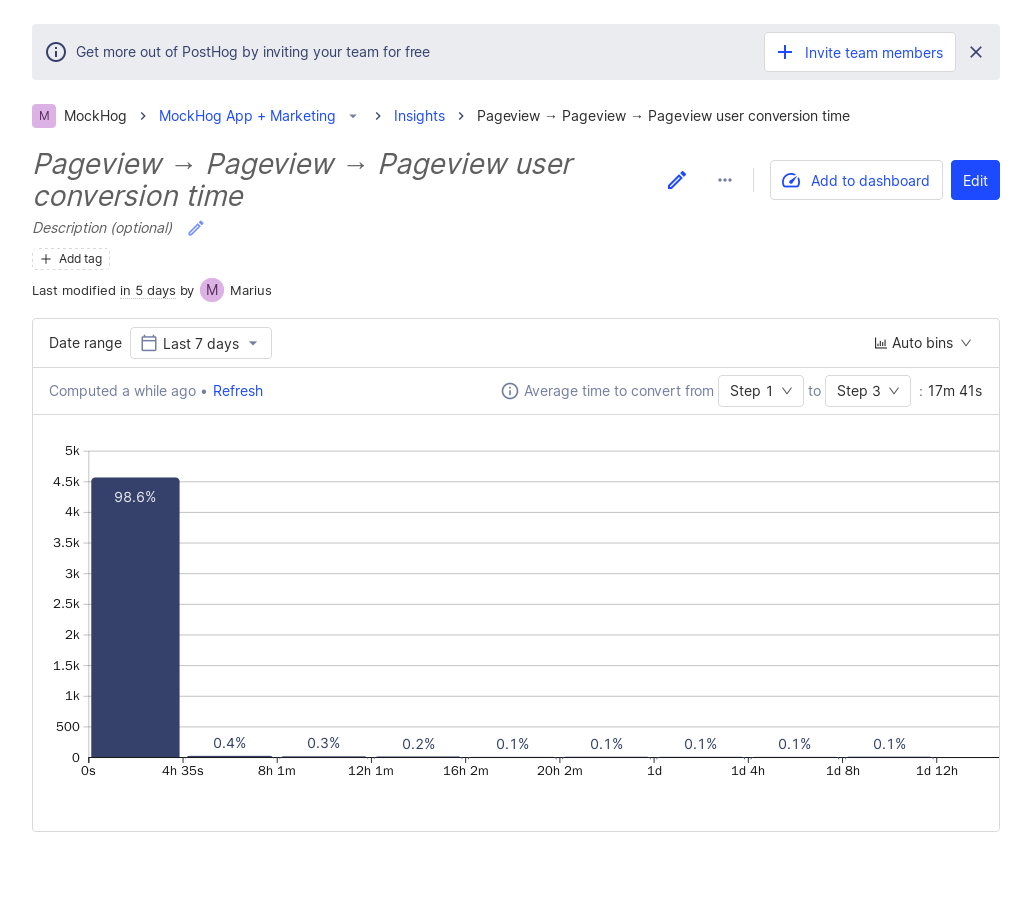 Get more out of PostHog by inviting your team for free
Invite team members
M MockHog > MockHog App + Marketing > Insights > Pageview → Pageview → Pageview user conversion time
Pageview → Pageview → Pageview user
conversion time
Add to dashboard
Edit
Description (optional)
+ Add tag
Last modified in 5 days by M Marius
Date range Last 7 days
Auto bins
Computed a while ago • Refresh
Average time to convert from Step 1 to Step 3 : 17m 41s
5k
4.5k
98.6%
4k
3.5k
3k
2.5k
2k
1.5k
1k
500
0.4% 0.3% 0.2% 0.1% 0.1% 0.1% 0.1% 0.1%
0
0s 4h 35s 8h 1m 12h 1m 16h 2m 20h 2m 1d 1d 4h 1d 8h 1d 12h